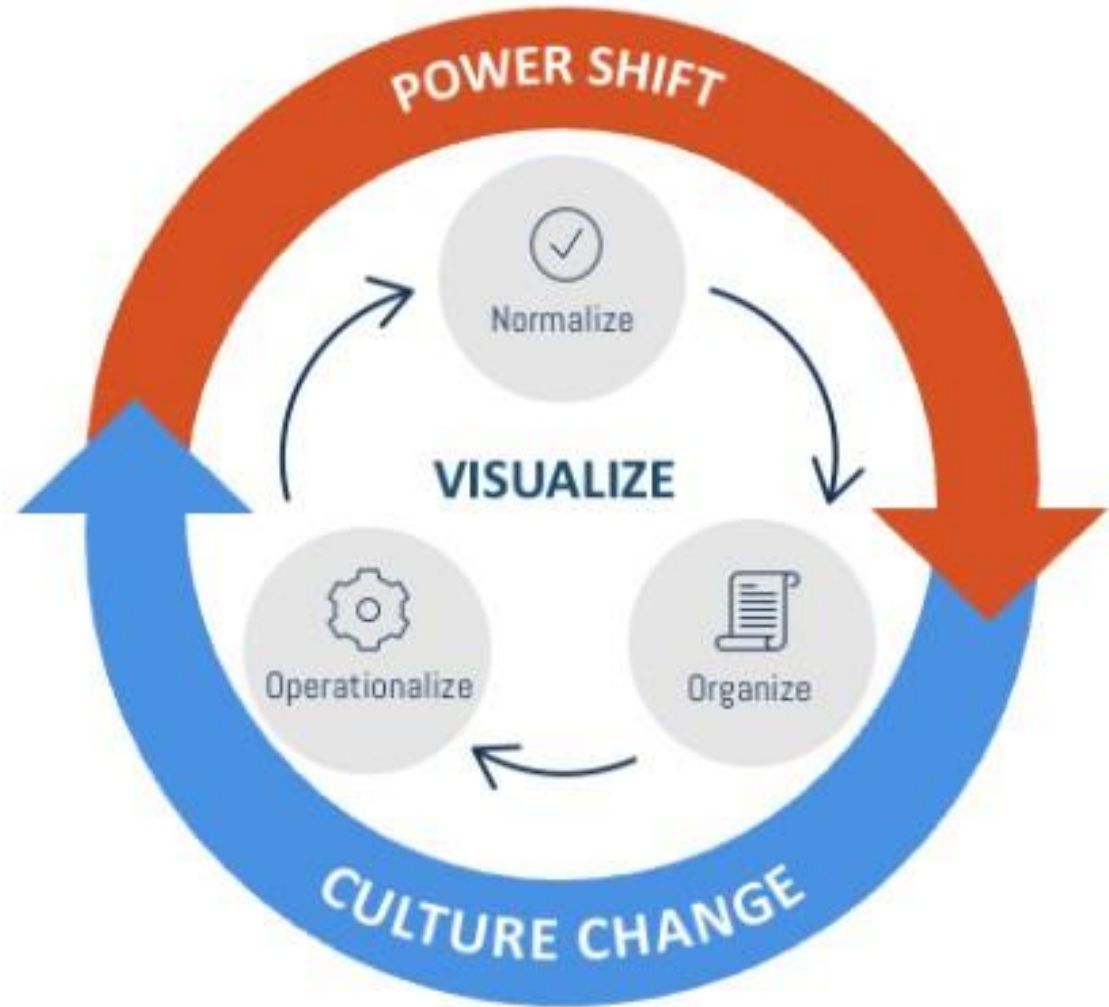 POWER SHIFT
Normalize
VISUALIZE
Operationalize
Organize
CULTURE CHANGE